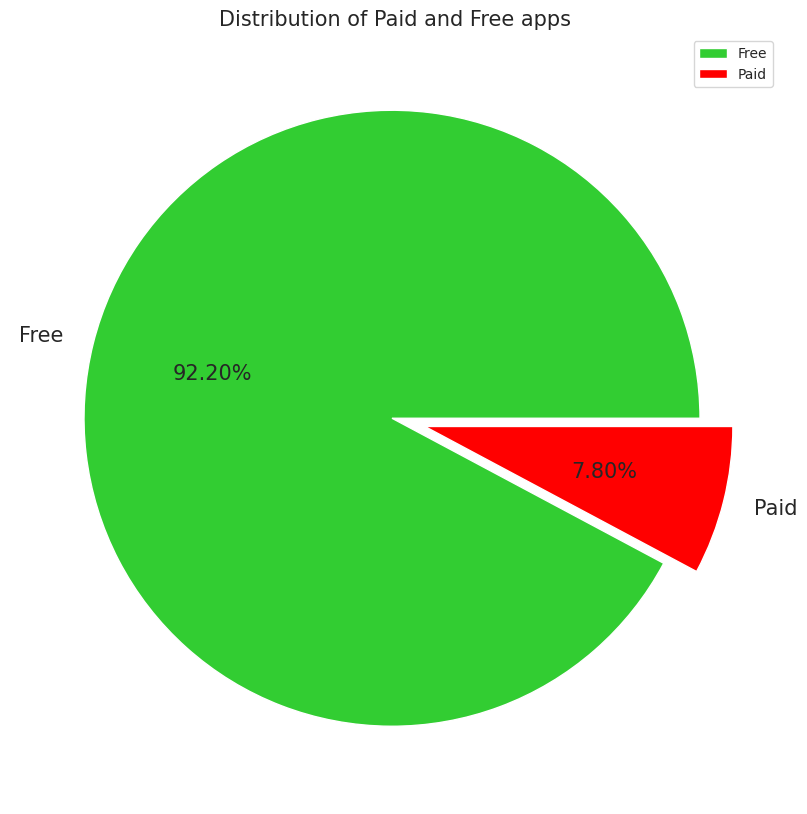 Distribution of Paid and Free apps
Free
Paid
Free
92.20%
7.80%
Paid